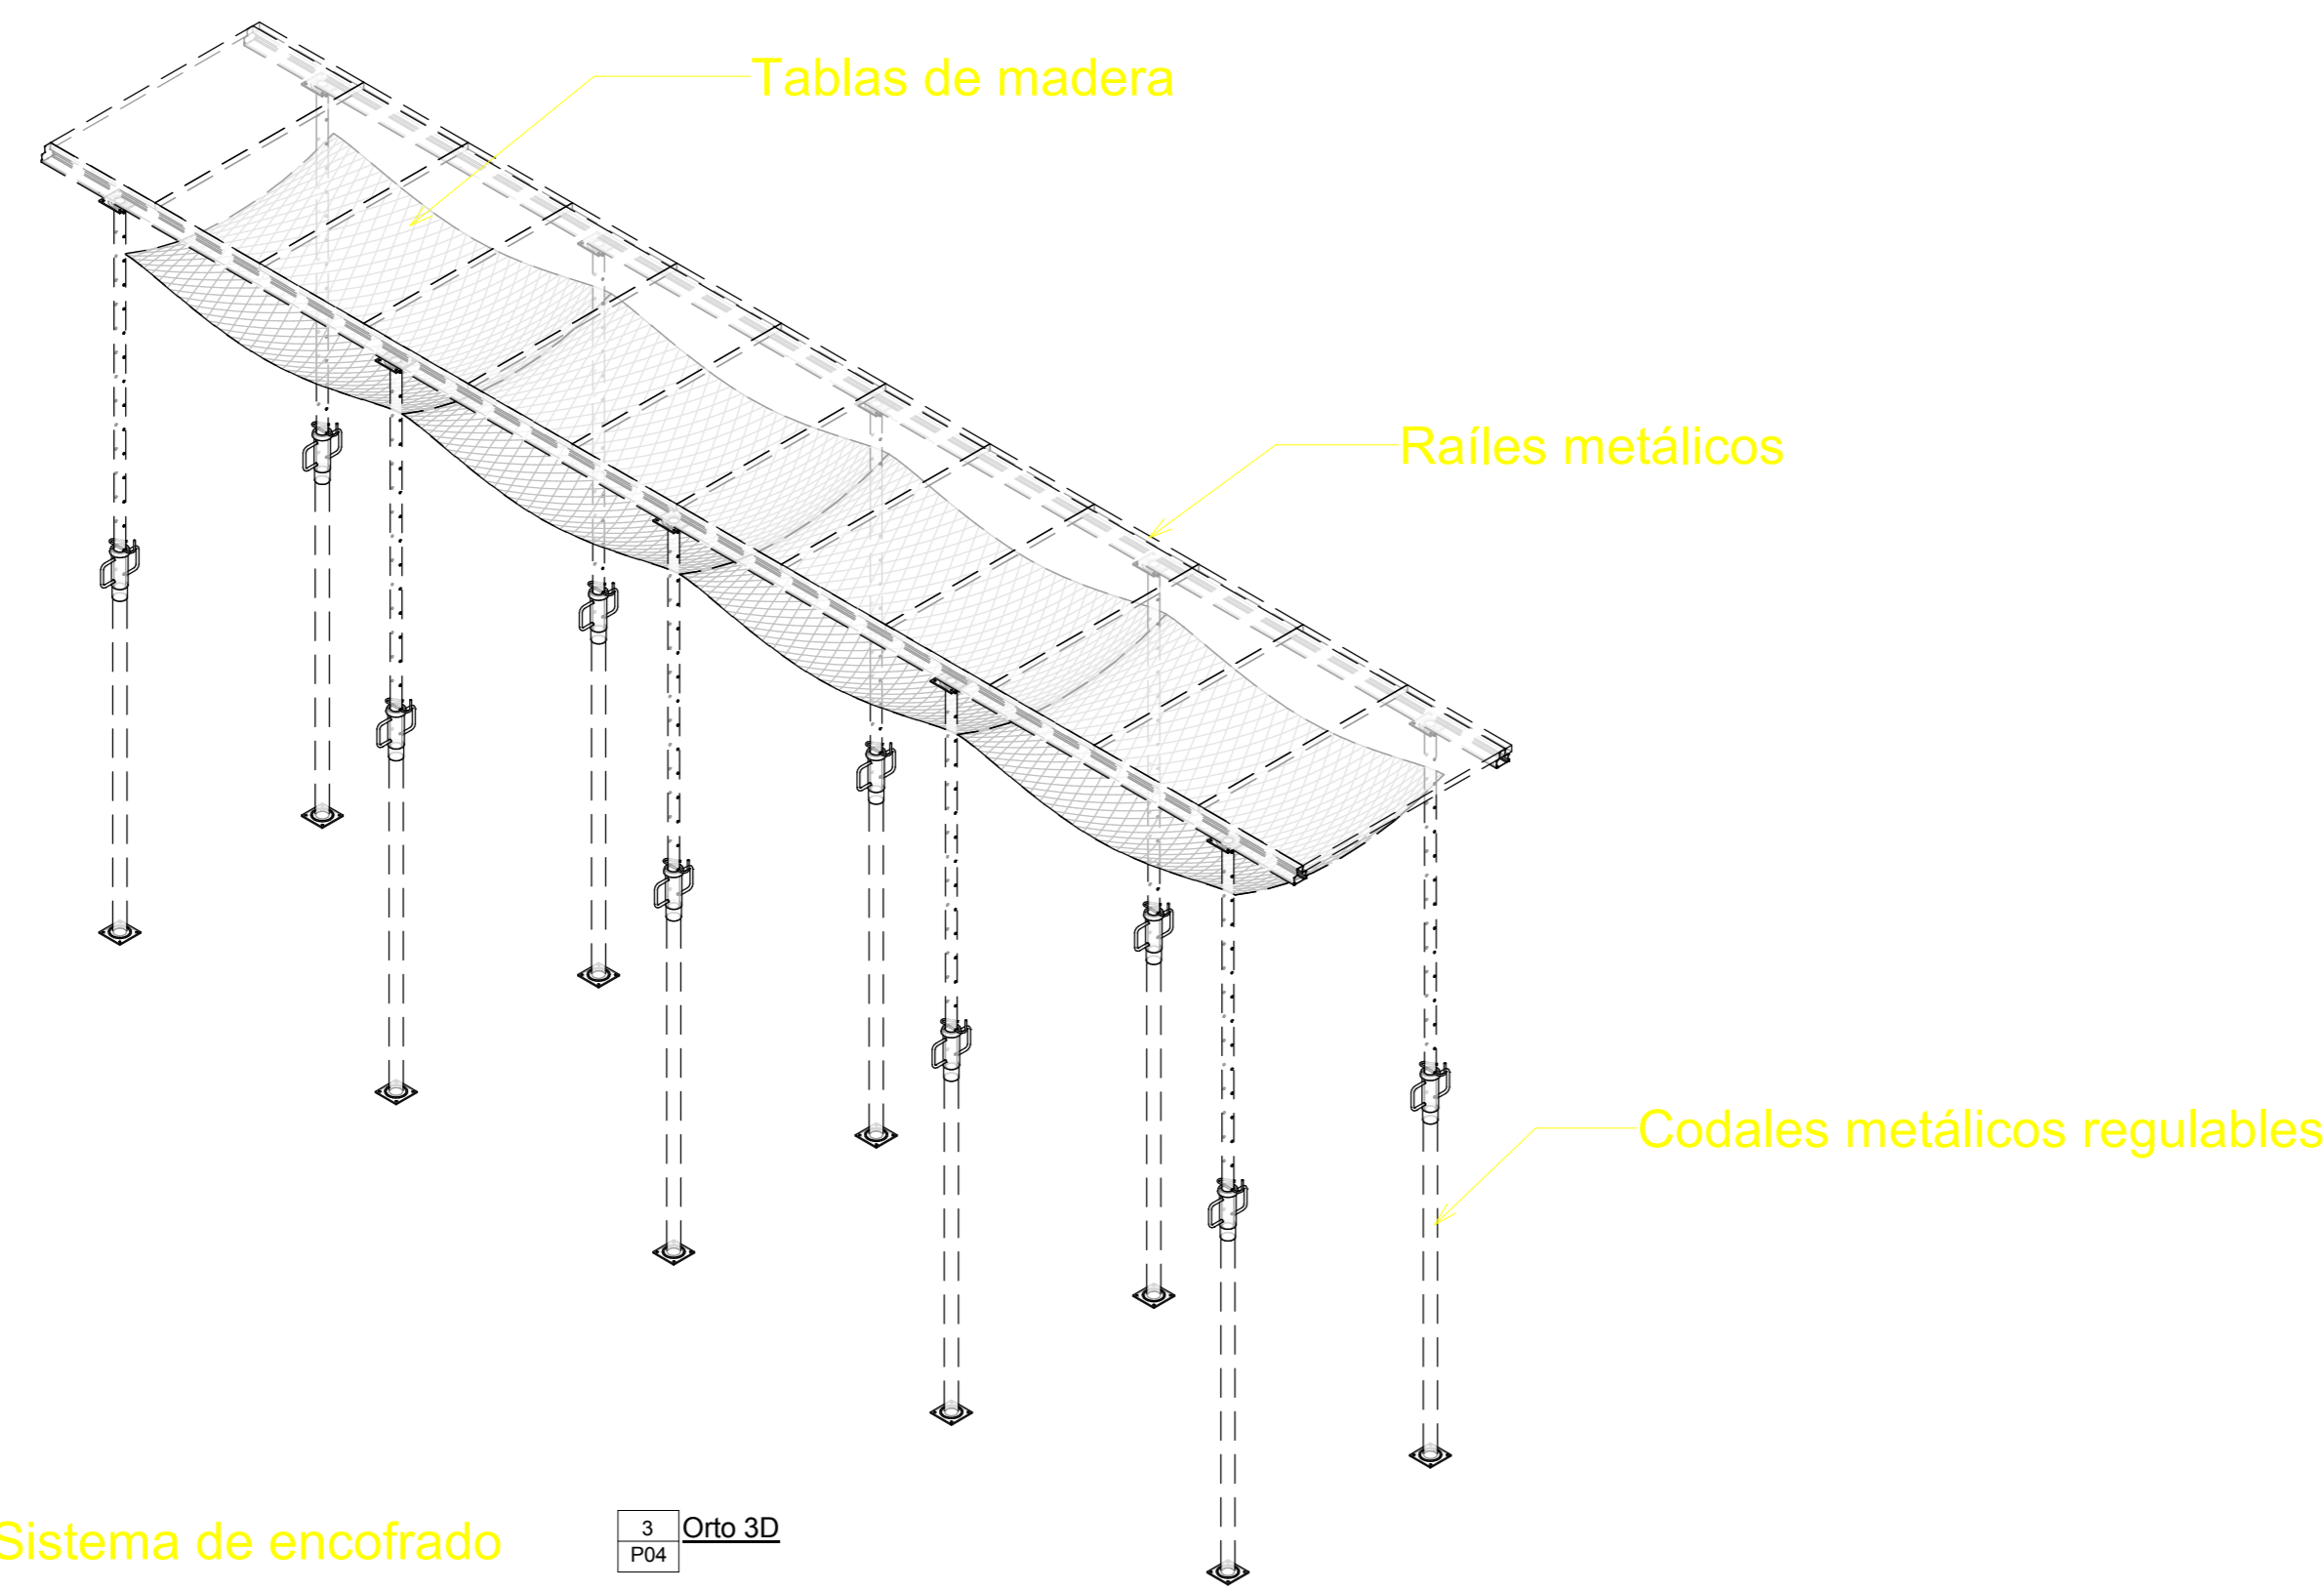 Tablas de madera
Raíles metálicos
Codales metálicos regulables
Sistema de encofrado
3
P04
Orto 3D